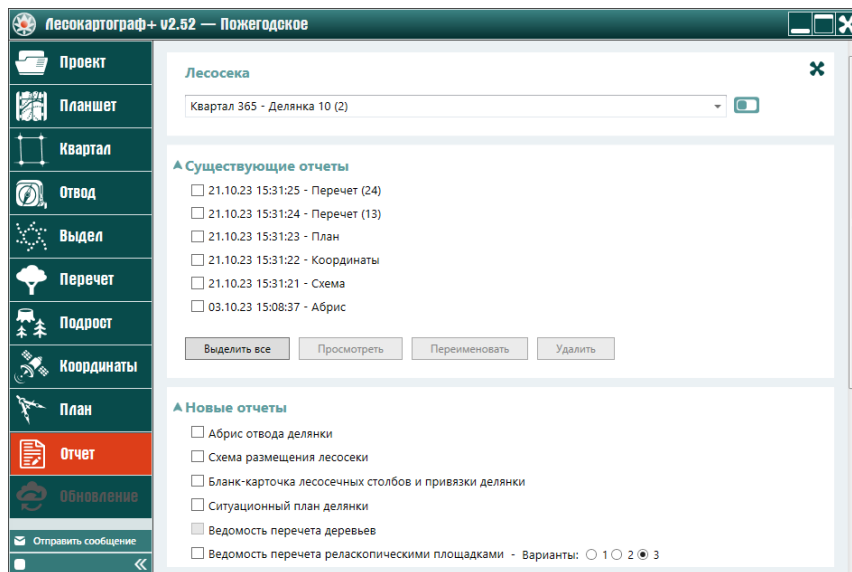 Лесокартограф+ v2.52 — Пожегодское
Проект
Планшет
Квартал
Отвод
Выдел
Перечет
Подрост
Координаты
План
Отчет
Обновление
Отправить сообщение
Лесосека
Квартал 365 - Делянка 10 (2)
Существующие отчеты
21.10.23 15:31:25 - Перечет (24)
21.10.23 15:31:24 - Перечет (13)
21.10.23 15:31:23 - План
21.10.23 15:31:22 - Координаты
21.10.23 15:31:21 - Схема
03.10.23 15:08:37 - Абрис
Выделить все Просмотреть Переименовать Удалить
Новые отчеты
Абрис отвода делянки
Схема размещения лесосеки
Бланк-карточка лесосечных столбов и привязки делянки
Ситуационный план делянки
Ведомость перечета деревьев
Ведомость перечета реласкопическими площадками - Варианты: 1 2 3